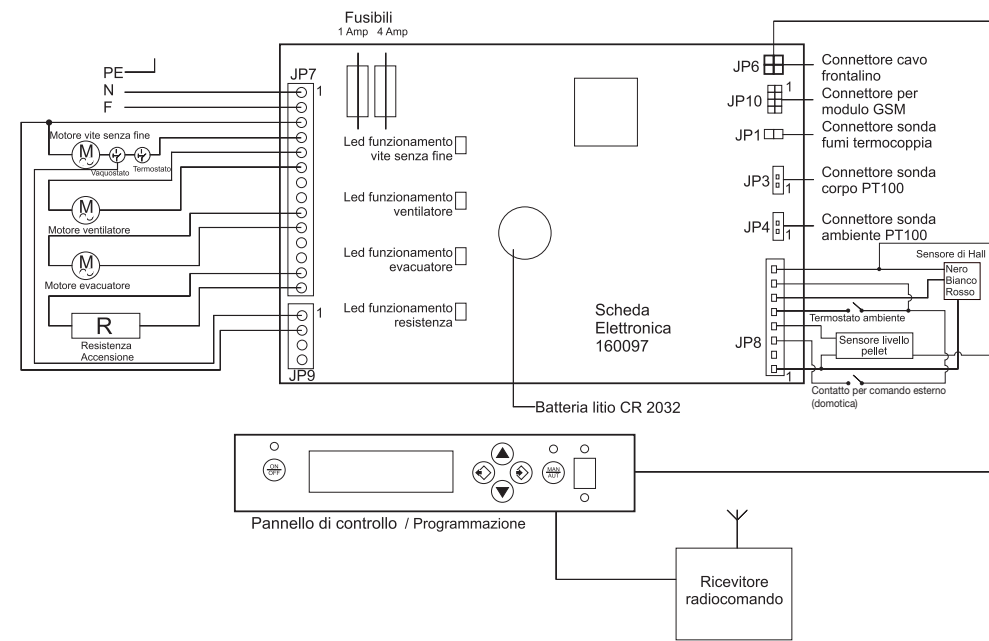 Fusibili
1 Amp 4 Amp
PE
N
F
JP7
1
Motore vite senza fine
M
Vaquostato
Termostato
M
Motore ventilatore
M
Motore evacuatore
R
Resistenza
Accensione
1
JP9
Led funzionamento
vite senza fine
Led funzionamento
ventilatore
Led funzionamento
evacuatore
Led funzionamento
resistenza
Scheda
Elettronica
160097
Batteria litio CR 2032
JP6
Connettore cavo
frontalino
1
JP10
Connettore per
modulo GSM
JP1
Connettore sonda
fumi termocoppia
JP3
1
Connettore sonda
corpo PT100
JP4
1
Connettore sonda
ambiente PT100
Sensore di Hall
Nero
Bianco
Rosso
Termostato ambiente
JP8
Sensore livello
pellet
1
Contatto per comando esterno
(domotica)
ON
OFF
MAN
AUT
Pannello di controllo / Programmazione
Ricevitore
radiocomando